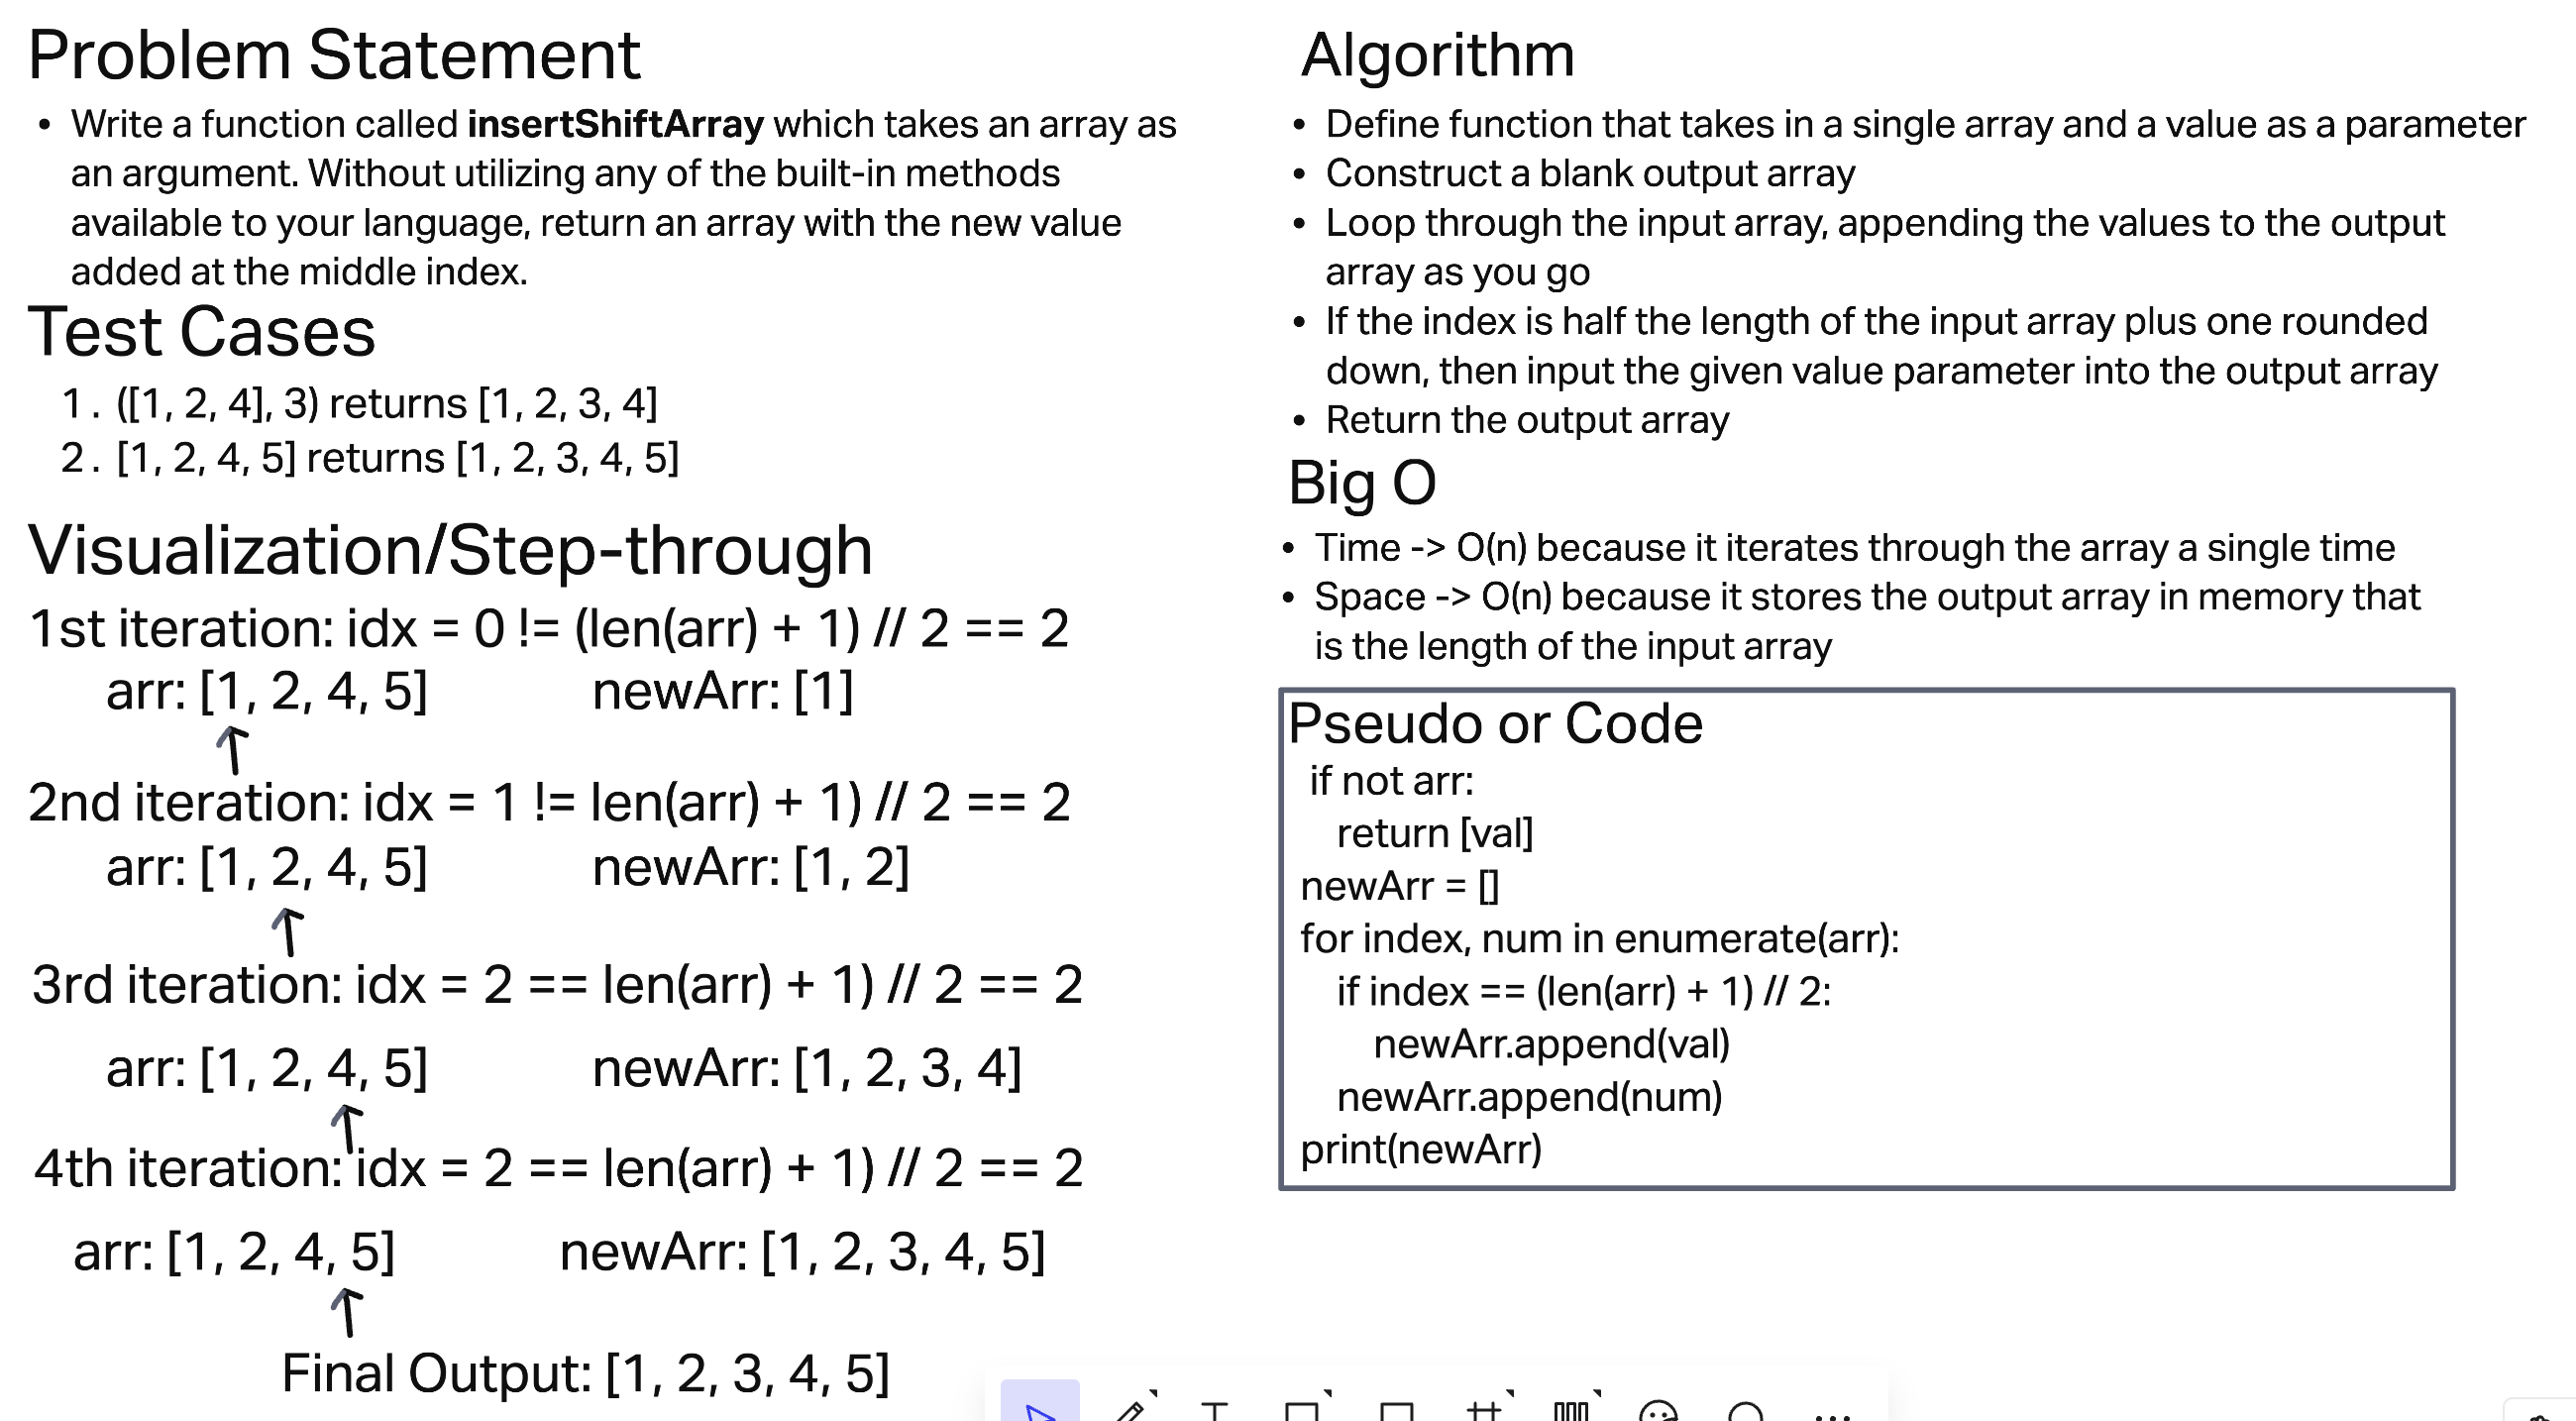 Problem Statement
• Write a function called insertShiftArray which takes an array as
an argument. Without utilizing any of the built-in methods
available to your language, return an array with the new value
added at the middle index.
Test Cases
1. ([1, 2, 4], 3) returns [1, 2, 3, 4]
2. [1, 2, 4, 5] returns [1, 2, 3, 4, 5]
Visualization/Step-through
1st iteration: idx = 0 != (len(arr) + 1) // 2 == 2
arr: [1, 2, 4, 5] newArr: [1]
2nd iteration: idx = 1 != len(arr) + 1) // 2 == 2
arr: [1, 2, 4, 5] newArr: [1, 2]
3rd iteration: idx = 2 == len(arr) + 1) // 2 == 2
arr: [1, 2, 4, 5] newArr: [1, 2, 3, 4]
4th iteration: idx = 2 == len(arr) + 1) // 2 == 2
arr: [1, 2, 4, 5] newArr: [1, 2, 3, 4, 5]
Final Output: [1, 2, 3, 4, 5]
Algorithm
• Define function that takes in a single array and a value as a parameter
• Construct a blank output array
• Loop through the input array, appending the values to the output
array as you go
• If the index is half the length of the input array plus one rounded
down, then input the given value parameter into the output array
• Return the output array
Big O
• Time -> O(n) because it iterates through the array a single time
• Space -> O(n) because it stores the output array in memory that
is the length of the input array
Pseudo or Code
if not arr:
return [val]
newArr = []
for index, num in enumerate(arr):
if index == (len(arr) + 1) // 2:
newArr.append(val)
newArr.append(num)
print(newArr)